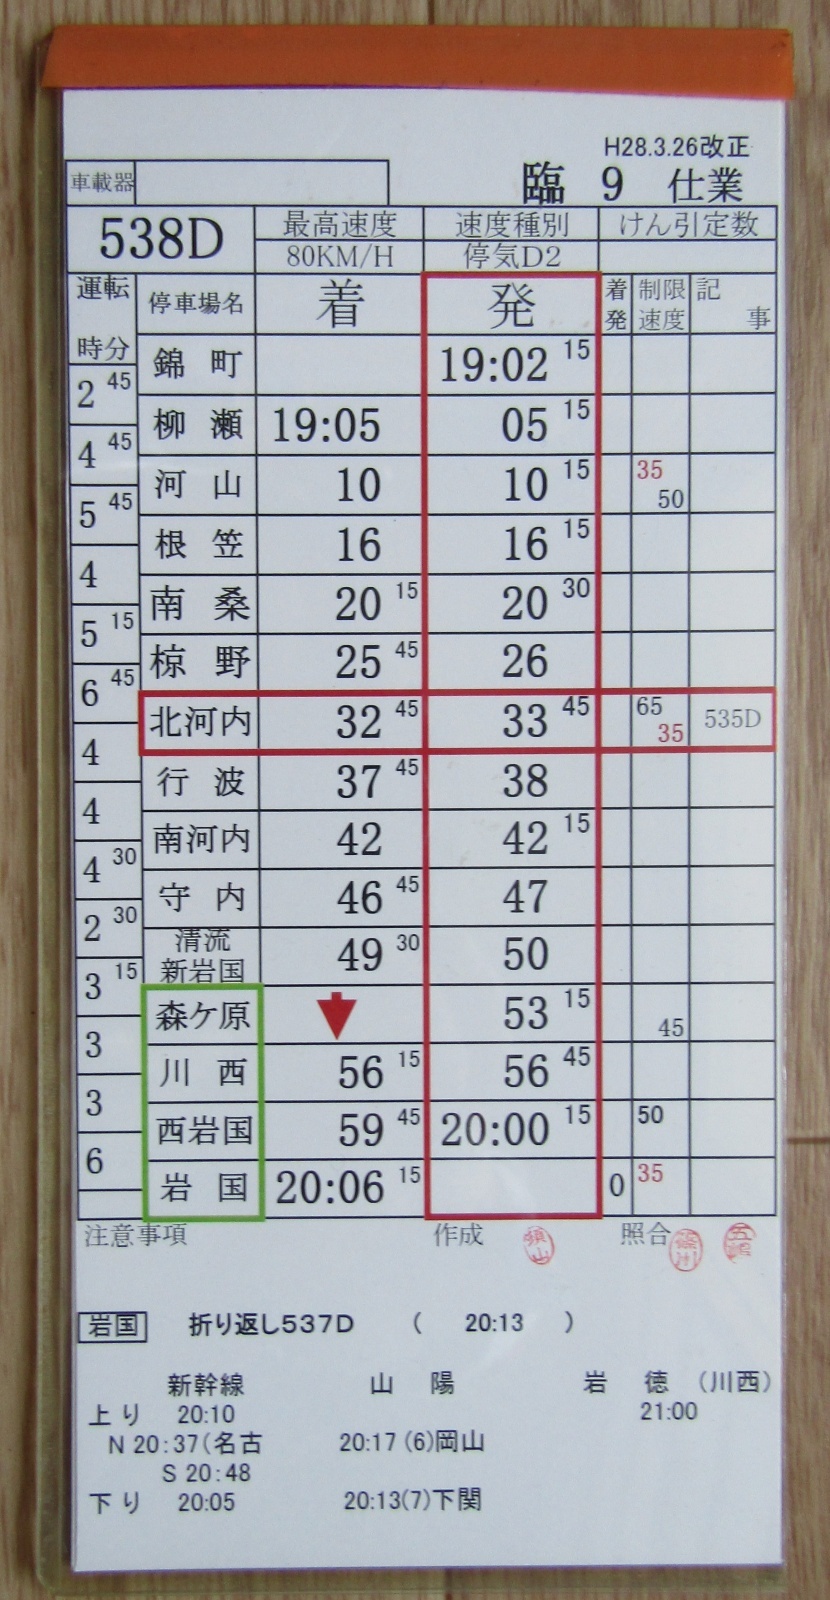 H28.3.26改正
車載器 臨 9 仕業
538D 最高速度 速度種別 けん引定数
80KM/H 停気D2
運転時分 停車場名 着 発 着発 制限速度 記事
錦町 19:02 15
2 45
柳瀬 19:05 05 15
4 45
河山 10 10 15 35 50
5 45
根笠 16 16 15
4
南桑 20 15 20 30
5 15
椋野 25 45 26
6 45
北河内 32 45 33 45 65 35 535D
4
行波 37 45 38
4
南河内 42 42 15
4 30
守内 46 45 47
2 30
清流新岩国 49 30 50
3 15
森ケ原 53 15 45
3
川西 56 15 56 45
3
西岩国 59 45 20:00 15 50
6
岩国 20:06 15 0 35
注意事項 作成 照合
岩国 折り返し537D ( 20:13 )
新幹線 山陽 岩徳 (川西)
上り 20:10 21:00
N 20:37(名古 20:17 (6)岡山
S 20:48
下り 20:05 20:13(7)下関